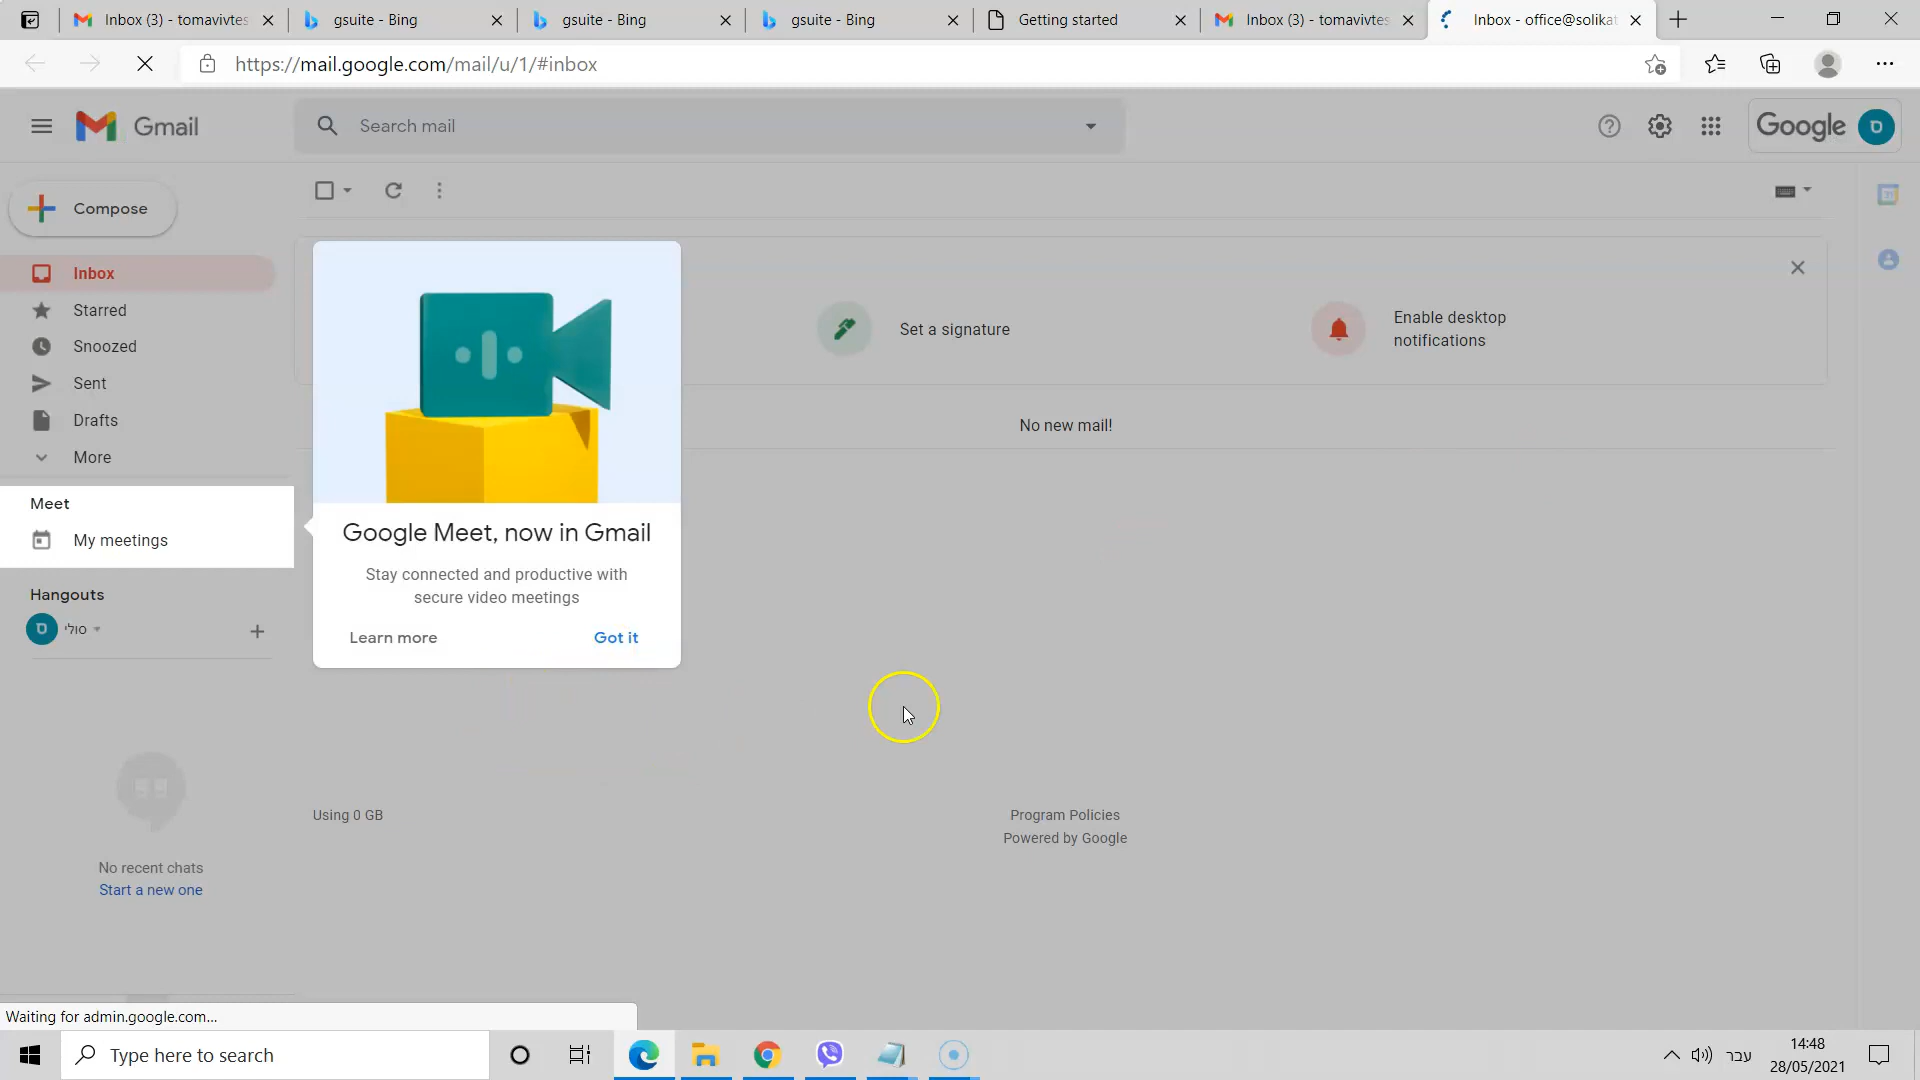 Inbox (3) - tomavivtes
gsuite - Bing
gsuite - Bing
gsuite - Bing
Getting started
Inbox (3) - tomavivtes
Inbox - office@solikat
https://mail.google.com/mail/u/1/#inbox
Gmail
Search mail
Google
ס
Compose
Inbox
Starred
Snoozed
Sent
Drafts
More
Meet
My meetings
Hangouts
ס
סולי
No recent chats
Start a new one
Set a signature
Enable desktop
notifications
No new mail!
Google Meet, now in Gmail
Stay connected and productive with
secure video meetings
Learn more
Got it
Using 0 GB
Program Policies
Powered by Google
Waiting for admin.google.com...
Type here to search
עבר
14:48
28/05/2021